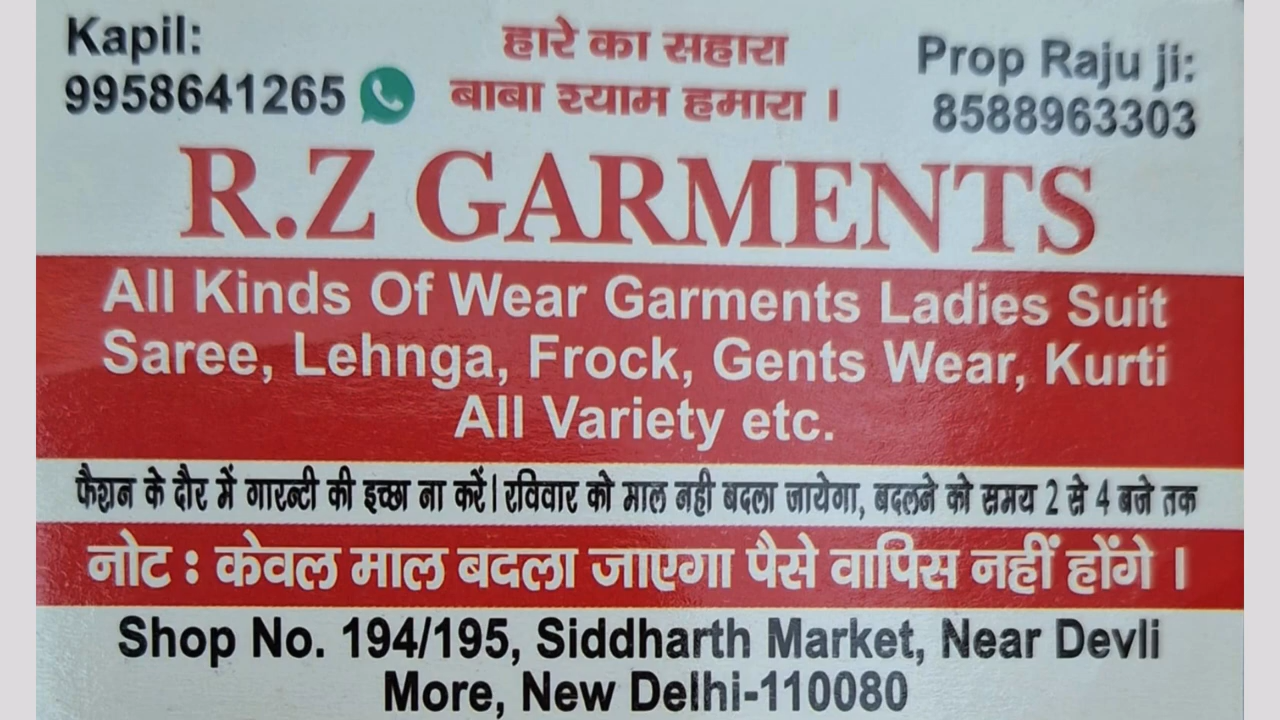 Kapil:
9958641265
हारे का सहारा
बाबा श्याम हमारा ।
Prop Raju ji:
8588963303
R.Z GARMENTS
All Kinds Of Wear Garments Ladies Suit
Saree, Lehnga, Frock, Gents Wear, Kurti
All Variety etc.
फैशन के दौर में गारन्टी की इच्छा ना करें। रविवार को माल नही बदला जायेगा, बदलने को समय 2 से 4 बजे तक
नोट : केवल माल बदला जाएगा पैसे वापिस नहीं होंगे ।
Shop No. 194/195, Siddharth Market, Near Devli
More, New Delhi-110080